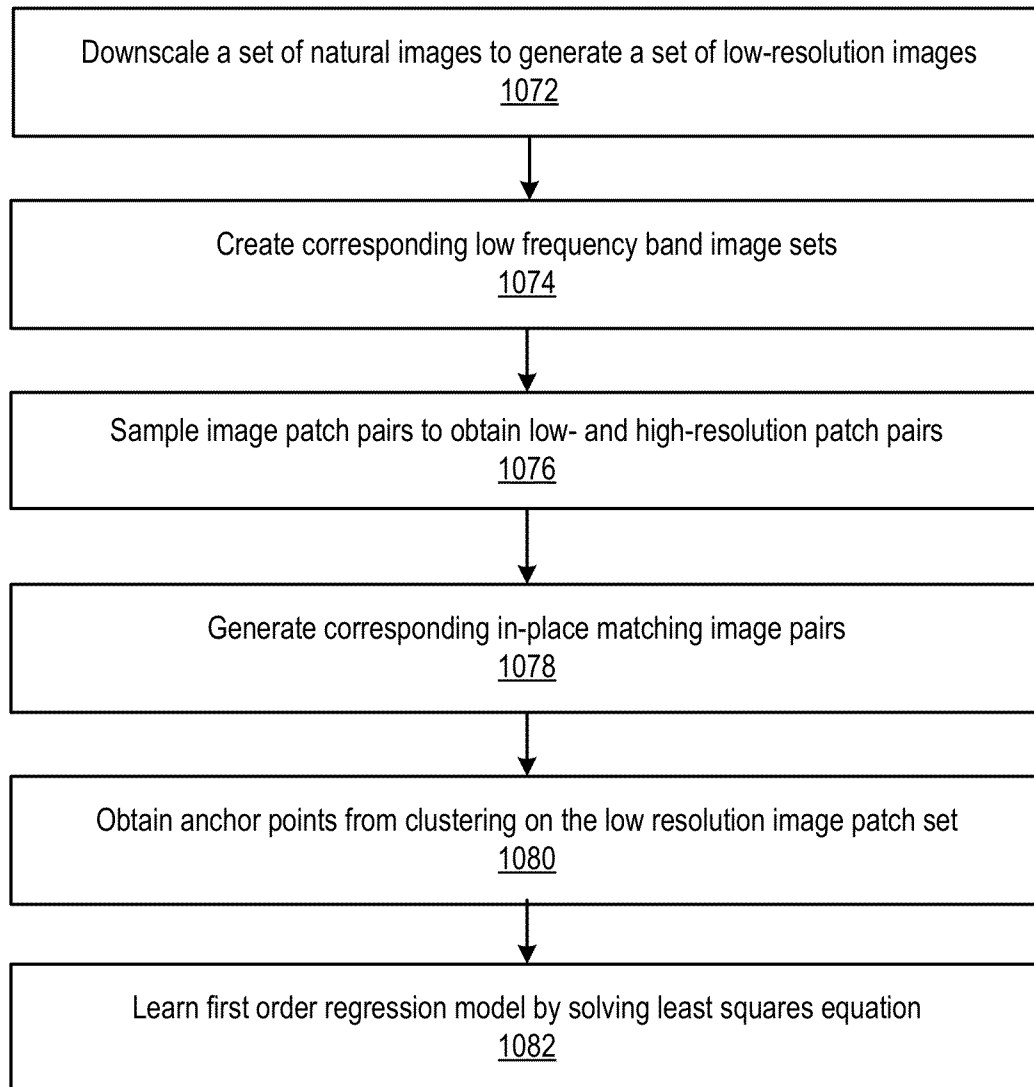 Downscale a set of natural images to generate a set of low-resolution images
1072
Create corresponding low frequency band image sets
1074
Sample image patch pairs to obtain low- and high-resolution patch pairs
1076
Generate corresponding in-place matching image pairs
1078
Obtain anchor points from clustering on the low resolution image patch set
1080
Learn first order regression model by solving least squares equation
1082